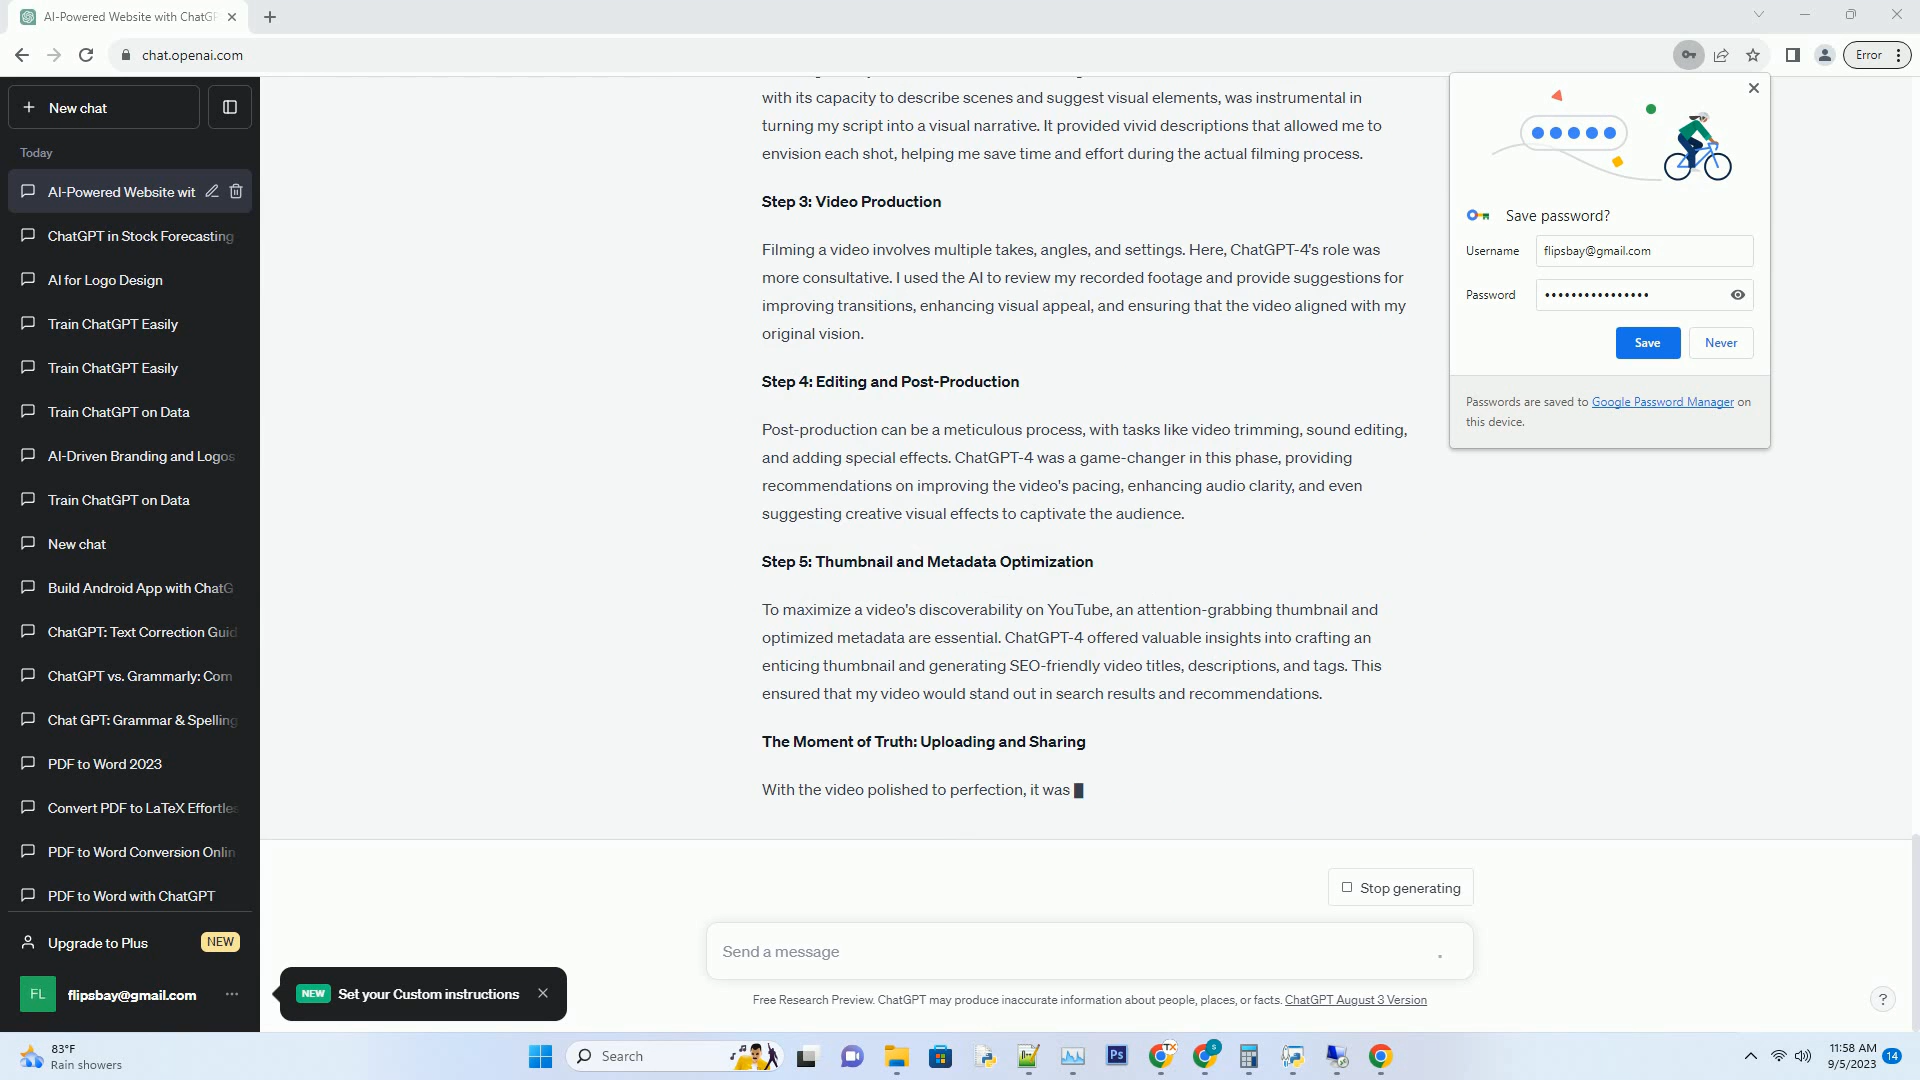 AI-Powered Website with ChatGP
chat.openai.com
Error
New chat
Today
AI-Powered Website wit
ChatGPT in Stock Forecasting
AI for Logo Design
Train ChatGPT Easily
Train ChatGPT Easily
Train ChatGPT on Data
AI-Driven Branding and Logos
Train ChatGPT on Data
New chat
Build Android App with ChatG
ChatGPT: Text Correction Guid
ChatGPT vs. Grammarly: Com
Chat GPT: Grammar & Spelling
PDF to Word 2023
Convert PDF to LaTeX Effortles
PDF to Word Conversion Onlin
PDF to Word with ChatGPT
Upgrade to Plus NEW
FL flipsbay@gmail.com
with its capacity to describe scenes and suggest visual elements, was instrumental in
turning my script into a visual narrative. It provided vivid descriptions that allowed me to
envision each shot, helping me save time and effort during the actual filming process.
Step 3: Video Production
Filming a video involves multiple takes, angles, and settings. Here, ChatGPT-4's role was
more consultative. I used the AI to review my recorded footage and provide suggestions for
improving transitions, enhancing visual appeal, and ensuring that the video aligned with my
original vision.
Step 4: Editing and Post-Production
Post-production can be a meticulous process, with tasks like video trimming, sound editing,
and adding special effects. ChatGPT-4 was a game-changer in this phase, providing
recommendations on improving the video's pacing, enhancing audio clarity, and even
suggesting creative visual effects to captivate the audience.
Step 5: Thumbnail and Metadata Optimization
To maximize a video's discoverability on YouTube, an attention-grabbing thumbnail and
optimized metadata are essential. ChatGPT-4 offered valuable insights into crafting an
enticing thumbnail and generating SEO-friendly video titles, descriptions, and tags. This
ensured that my video would stand out in search results and recommendations.
The Moment of Truth: Uploading and Sharing
With the video polished to perfection, it was
Stop generating
Send a message
NEW Set your Custom instructions
Free Research Preview. ChatGPT may produce inaccurate information about people, places, or facts. ChatGPT August 3 Version
?
Save password?
Username flipsbay@gmail.com
Password ••••••••••••••••
Save Never
Passwords are saved to Google Password Manager on
this device.
83°F
Rain showers
Search
Ps
TX
S
11:58 AM
9/5/2023
14